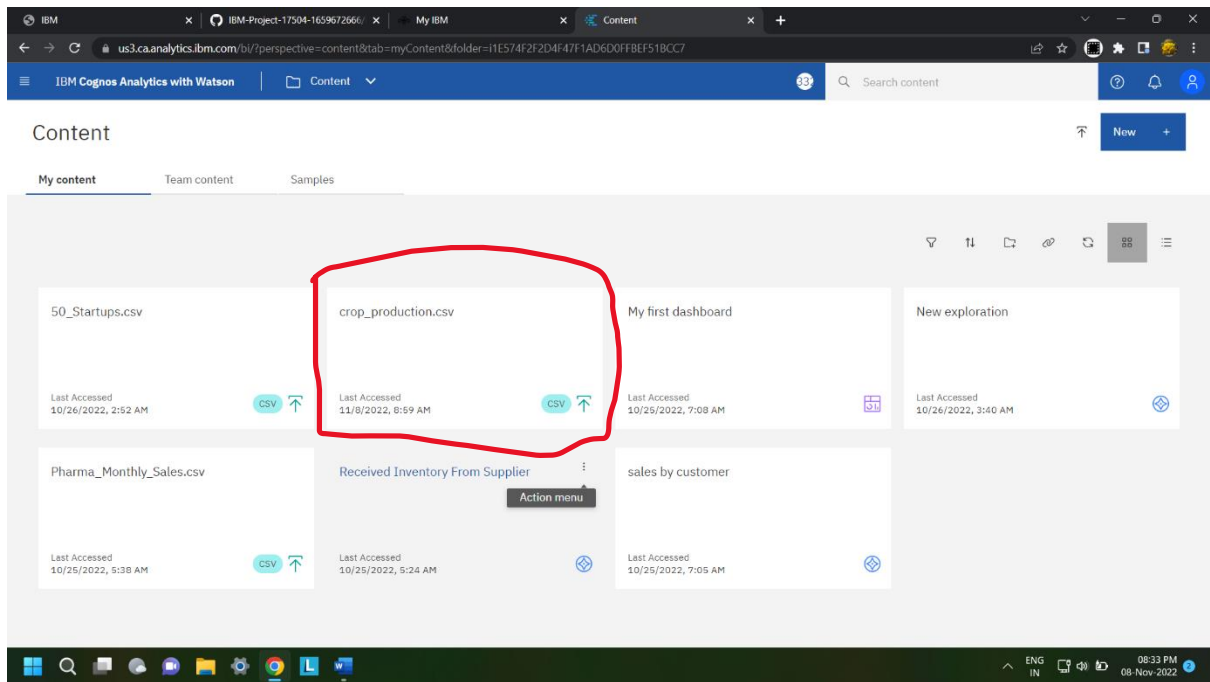 IBM
IBM-Project-17504-1659672666/
My IBM
Content
us3.ca.analytics.ibm.com/bi/?perspective=content&tab=myContent&folder=i1E574F2F2D4F47F1AD6D0FFBEF51BCC7
IBM Cognos Analytics with Watson
Content
Search content
Content
New +
My content
Team content
Samples
50_Startups.csv
crop_production.csv
My first dashboard
New exploration
Last Accessed
10/26/2022, 2:52 AM
CSV
Last Accessed
11/8/2022, 8:59 AM
CSV
Last Accessed
10/25/2022, 7:08 AM
Last Accessed
10/26/2022, 3:40 AM
Pharma_Monthly_Sales.csv
Received Inventory From Supplier
sales by customer
Action menu
Last Accessed
10/25/2022, 5:38 AM
CSV
Last Accessed
10/25/2022, 5:24 AM
Last Accessed
10/25/2022, 7:05 AM
L
ENG
IN
08:33 PM
08-Nov-2022
2